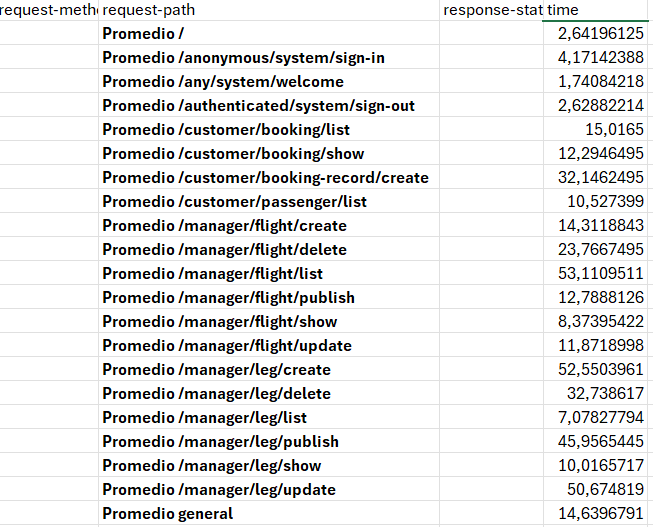 request-meth request-path response-stat time
Promedio / 2,64196125
Promedio /anonymous/system/sign-in 4,17142388
Promedio /any/system/welcome 1,74084218
Promedio /authenticated/system/sign-out 2,62882214
Promedio /customer/booking/list 15,0165
Promedio /customer/booking/show 12,2946495
Promedio /customer/booking-record/create 32,1462495
Promedio /customer/passenger/list 10,527399
Promedio /manager/flight/create 14,3118843
Promedio /manager/flight/delete 23,7667495
Promedio /manager/flight/list 53,1109511
Promedio /manager/flight/publish 12,7888126
Promedio /manager/flight/show 8,37395422
Promedio /manager/flight/update 11,8718998
Promedio /manager/leg/create 52,5503961
Promedio /manager/leg/delete 32,738617
Promedio /manager/leg/list 7,07827794
Promedio /manager/leg/publish 45,9565445
Promedio /manager/leg/show 10,0165717
Promedio /manager/leg/update 50,674819
Promedio general 14,6396791